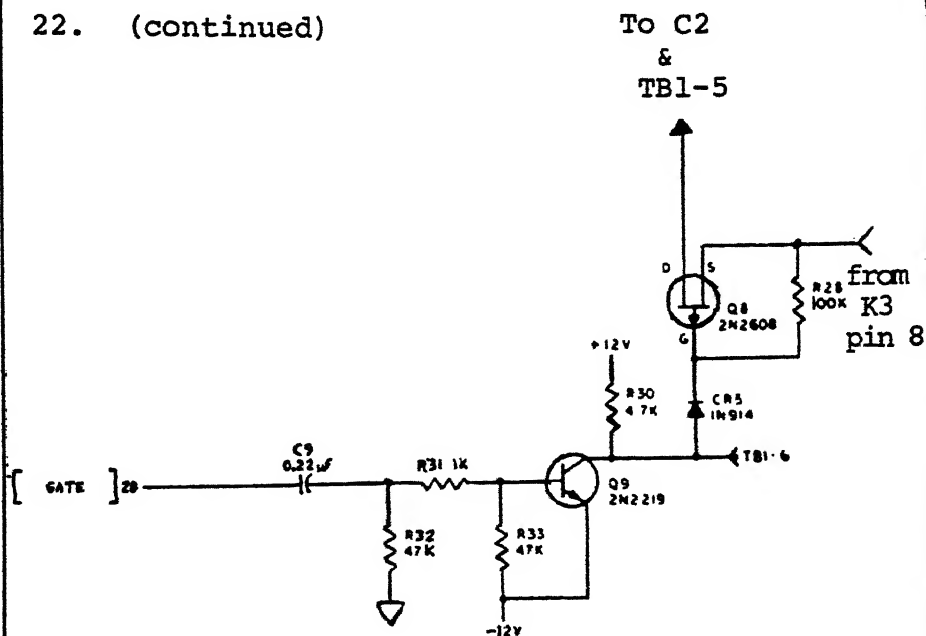 22. (continued)
To C2
&
TB1-5
D
S
R28
100K
from
K3
pin 8
Q8
2N2608
G
+12V
R30
4.7K
CR5
1N914
TB1-6
C9
0.22µF
R31 1K
Q9
2N2219
[ GATE ] 28
R32
47K
R33
47K
-12V